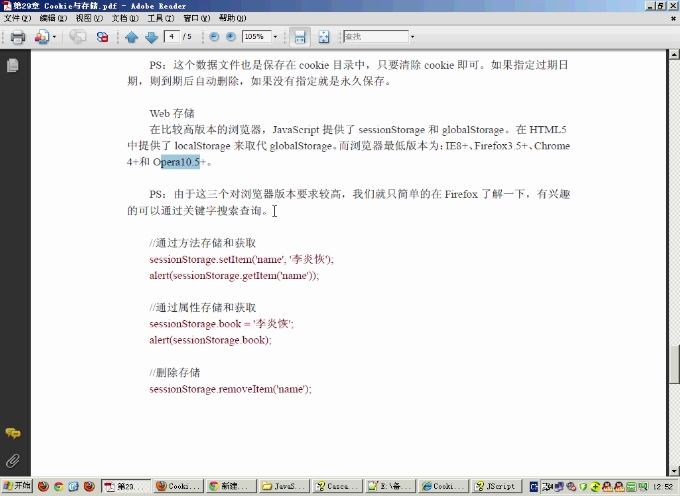 第29章 Cookie与存储.pdf - Adobe Reader
文件(F) 编辑(E) 视图(V) 文档(D) 工具(T) 窗口(W) 帮助(H)
4 / 5 105% 查找
PS：这个数据文件也是保存在 cookie 目录中，只要清除 cookie 即可。如果指定过期日
期，则到期后自动删除，如果没有指定就是永久保存。
Web 存储
在比较高版本的浏览器，JavaScript 提供了 sessionStorage 和 globalStorage。在 HTML5
中提供了 localStorage 来取代 globalStorage。而浏览器最低版本为：IE8+、Firefox3.5+、Chrome
4+和 Opera10.5+。
PS：由于这三个对浏览器版本要求较高，我们就只简单的在 Firefox 了解一下，有兴趣
的可以通过关键字搜索查询。
//通过方法存储和获取
sessionStorage.setItem('name', '李炎恢');
alert(sessionStorage.getItem('name'));
//通过属性存储和获取
sessionStorage.book = '李炎恢';
alert(sessionStorage.book);
//删除存储
sessionStorage.removeItem('name');
开始 第29... Cooki... 新建... JavaS... Cascu... E:\备... Cooki... JScript 12:52